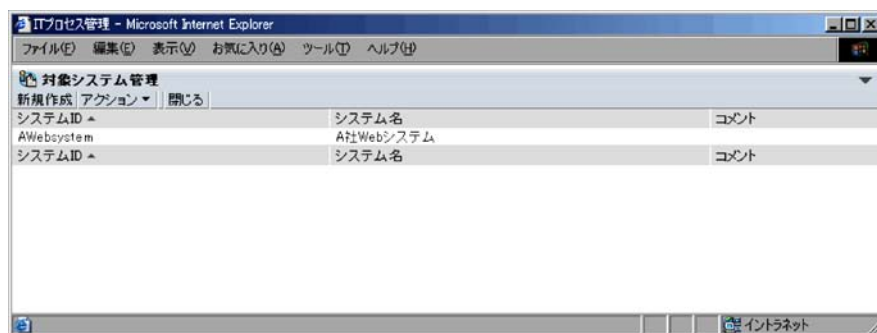 ITプロセス管理 - Microsoft Internet Explorer
ファイル(F) 編集(E) 表示(V) お気に入り(A) ツール(T) ヘルプ(H)
対象システム管理
新規作成 アクション▼ 閉じる
システムID▲ システム名 コメント
AWebsystem A社Webシステム
システムID▲ システム名 コメント
イントラネット